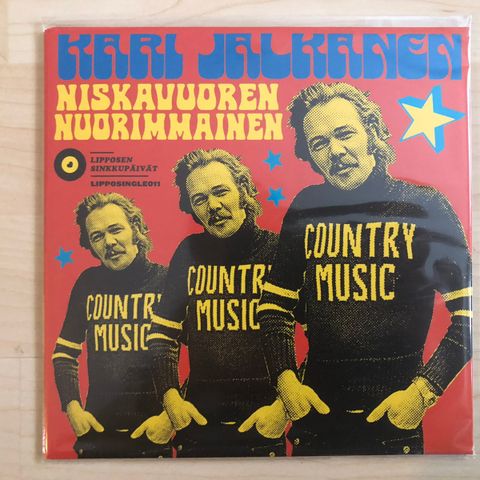 KARI JALKANEN
NISKAVUOREN
NUORIMMAINEN
LIPPOSEN
SINKKUPÄIVÄT
LIPPOSINGLE011
COUNTRY
MUSIC
COUNTRY
MUSIC
COUNTRY
MUSIC